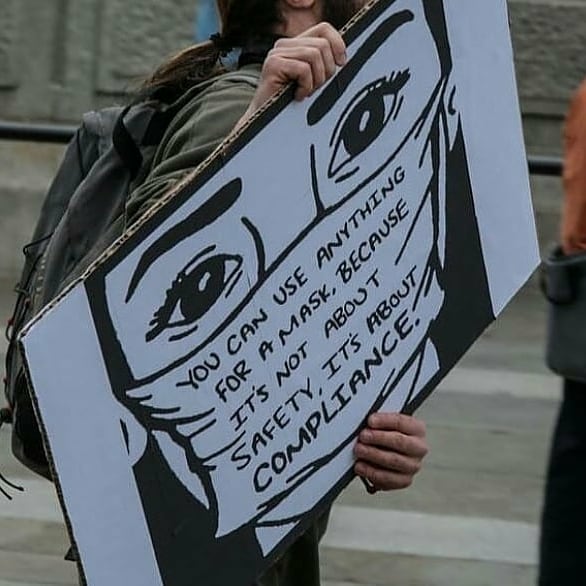 YOU CAN USE ANYTHING
FOR A MASK, BECAUSE
IT'S NOT ABOUT
SAFETY, IT'S ABOUT
COMPLIANCE.